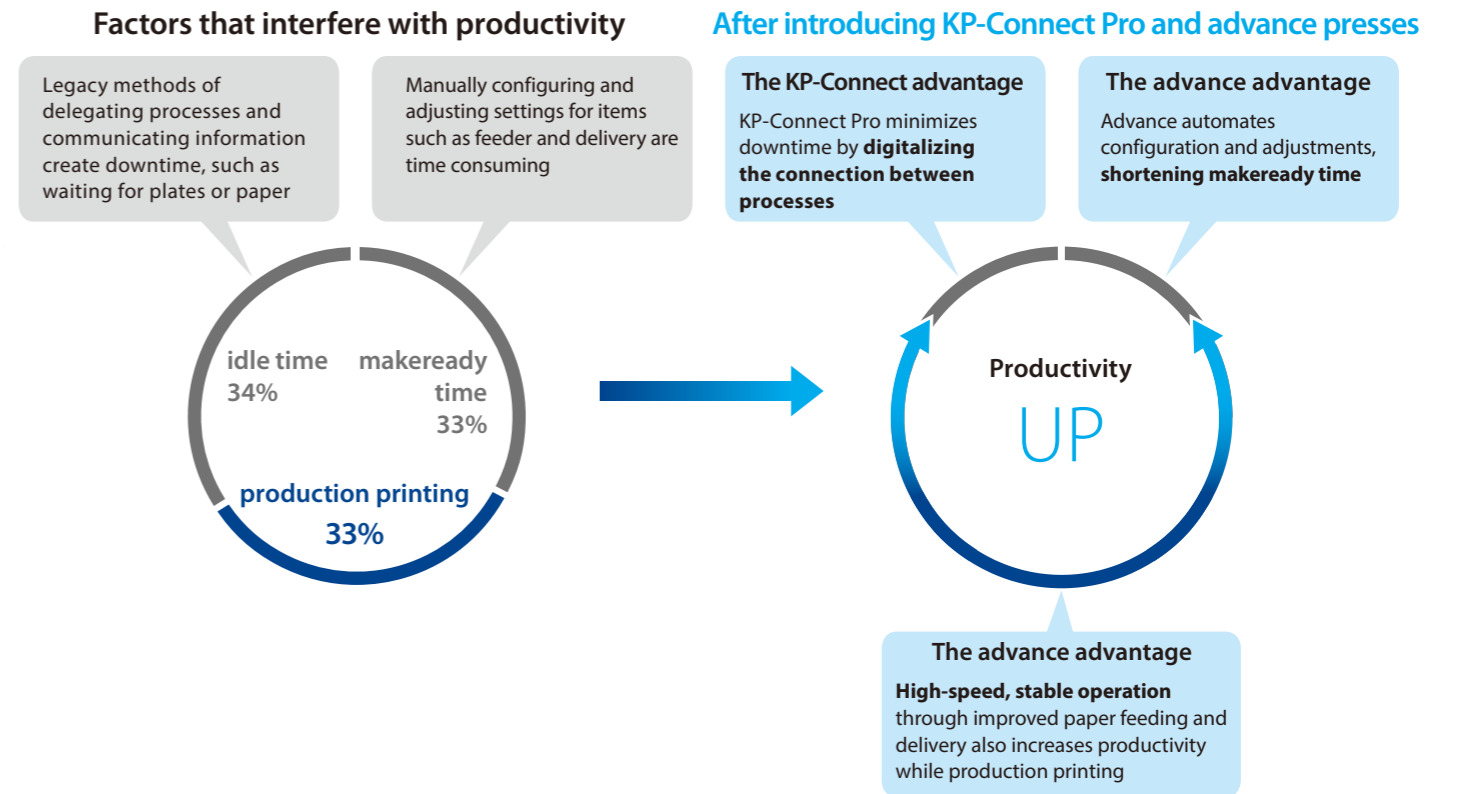 Factors that interfere with productivity
Legacy methods of
delegating processes and
communicating information
create downtime, such as
waiting for plates or paper
Manually configuring and
adjusting settings for items
such as feeder and delivery are
time consuming
idle time
34%
makeready
time
33%
production printing
33%
After introducing KP-Connect Pro and advance presses
The KP-Connect advantage
KP-Connect Pro minimizes
downtime by digitalizing
the connection between
processes
The advance advantage
Advance automates
configuration and adjustments,
shortening makeready time
Productivity
UP
The advance advantage
High-speed, stable operation
through improved paper feeding and
delivery also increases productivity
while production printing